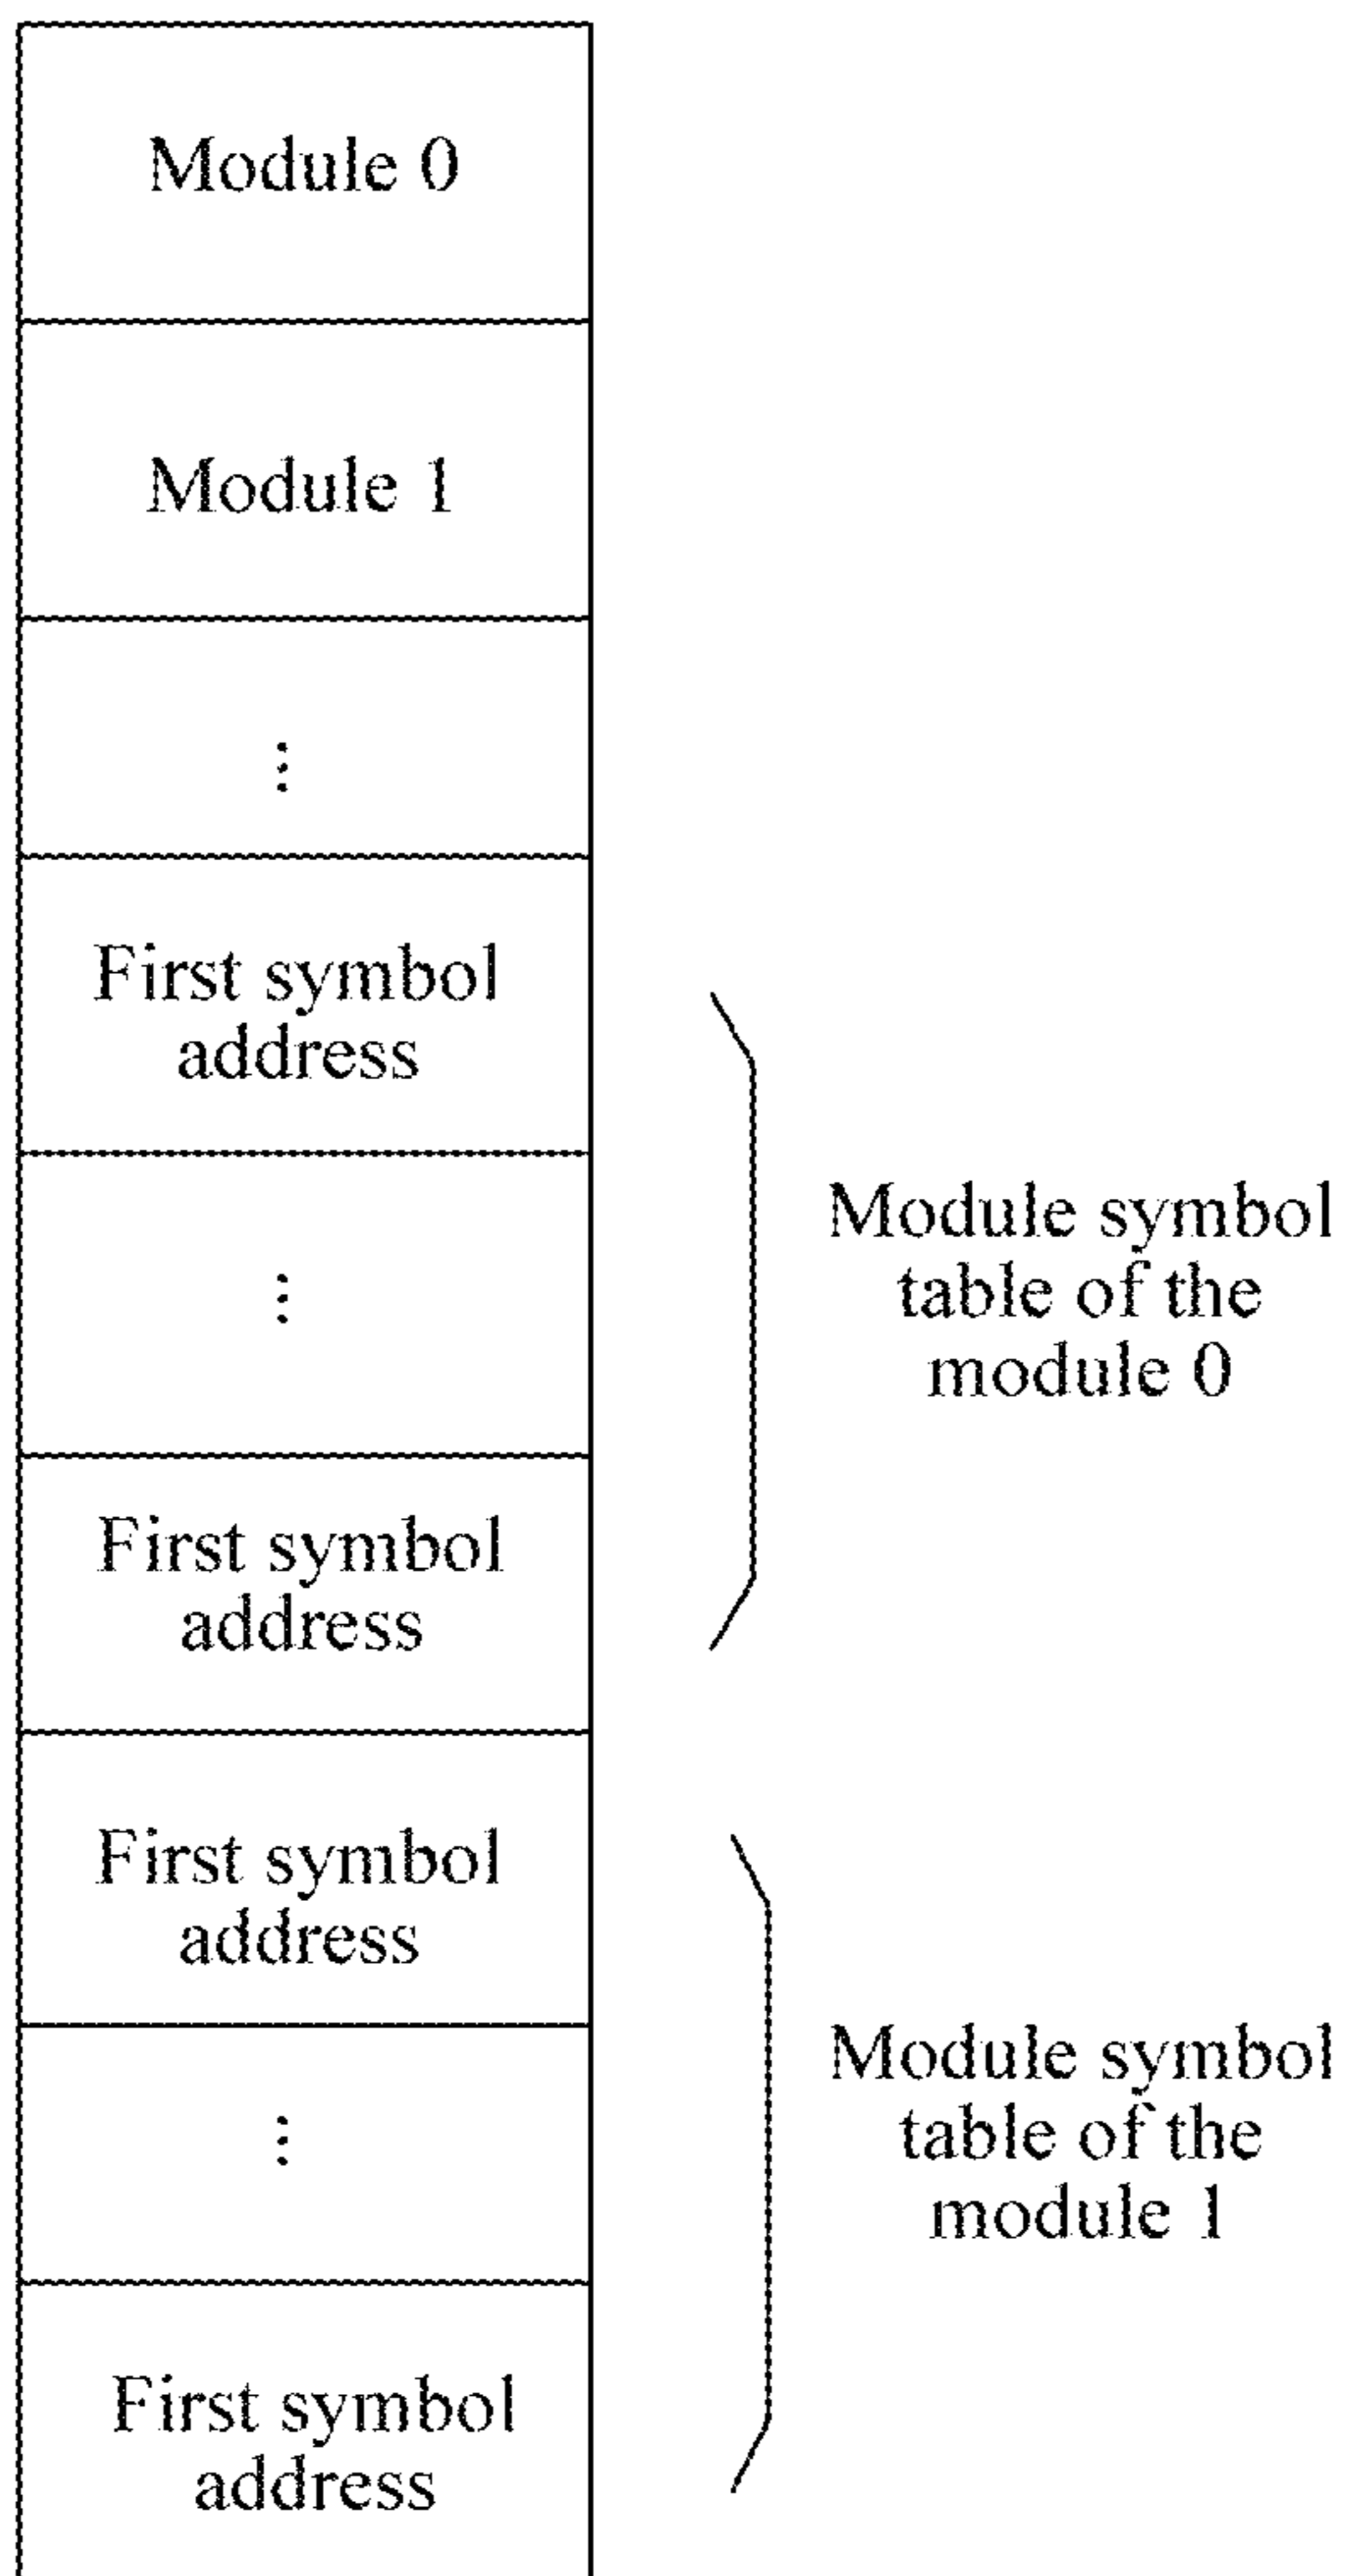 Module 0
Module 1
⋮
First symbol
address
⋮
Module symbol
table of the
module 0
First symbol
address
First symbol
address
⋮
Module symbol
table of the
module 1
First symbol
address